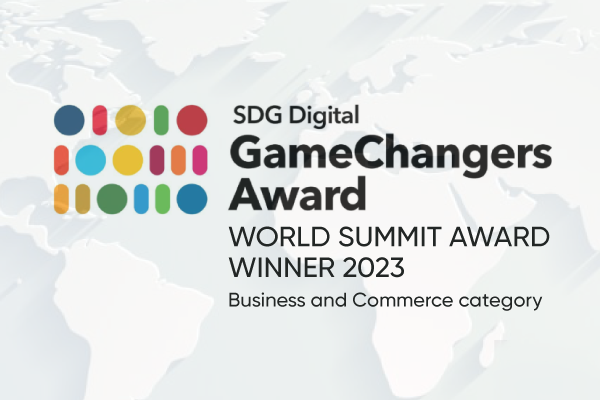 SDG Digital
GameChangers
Award
WORLD SUMMIT AWARD
WINNER 2023
Business and Commerce category